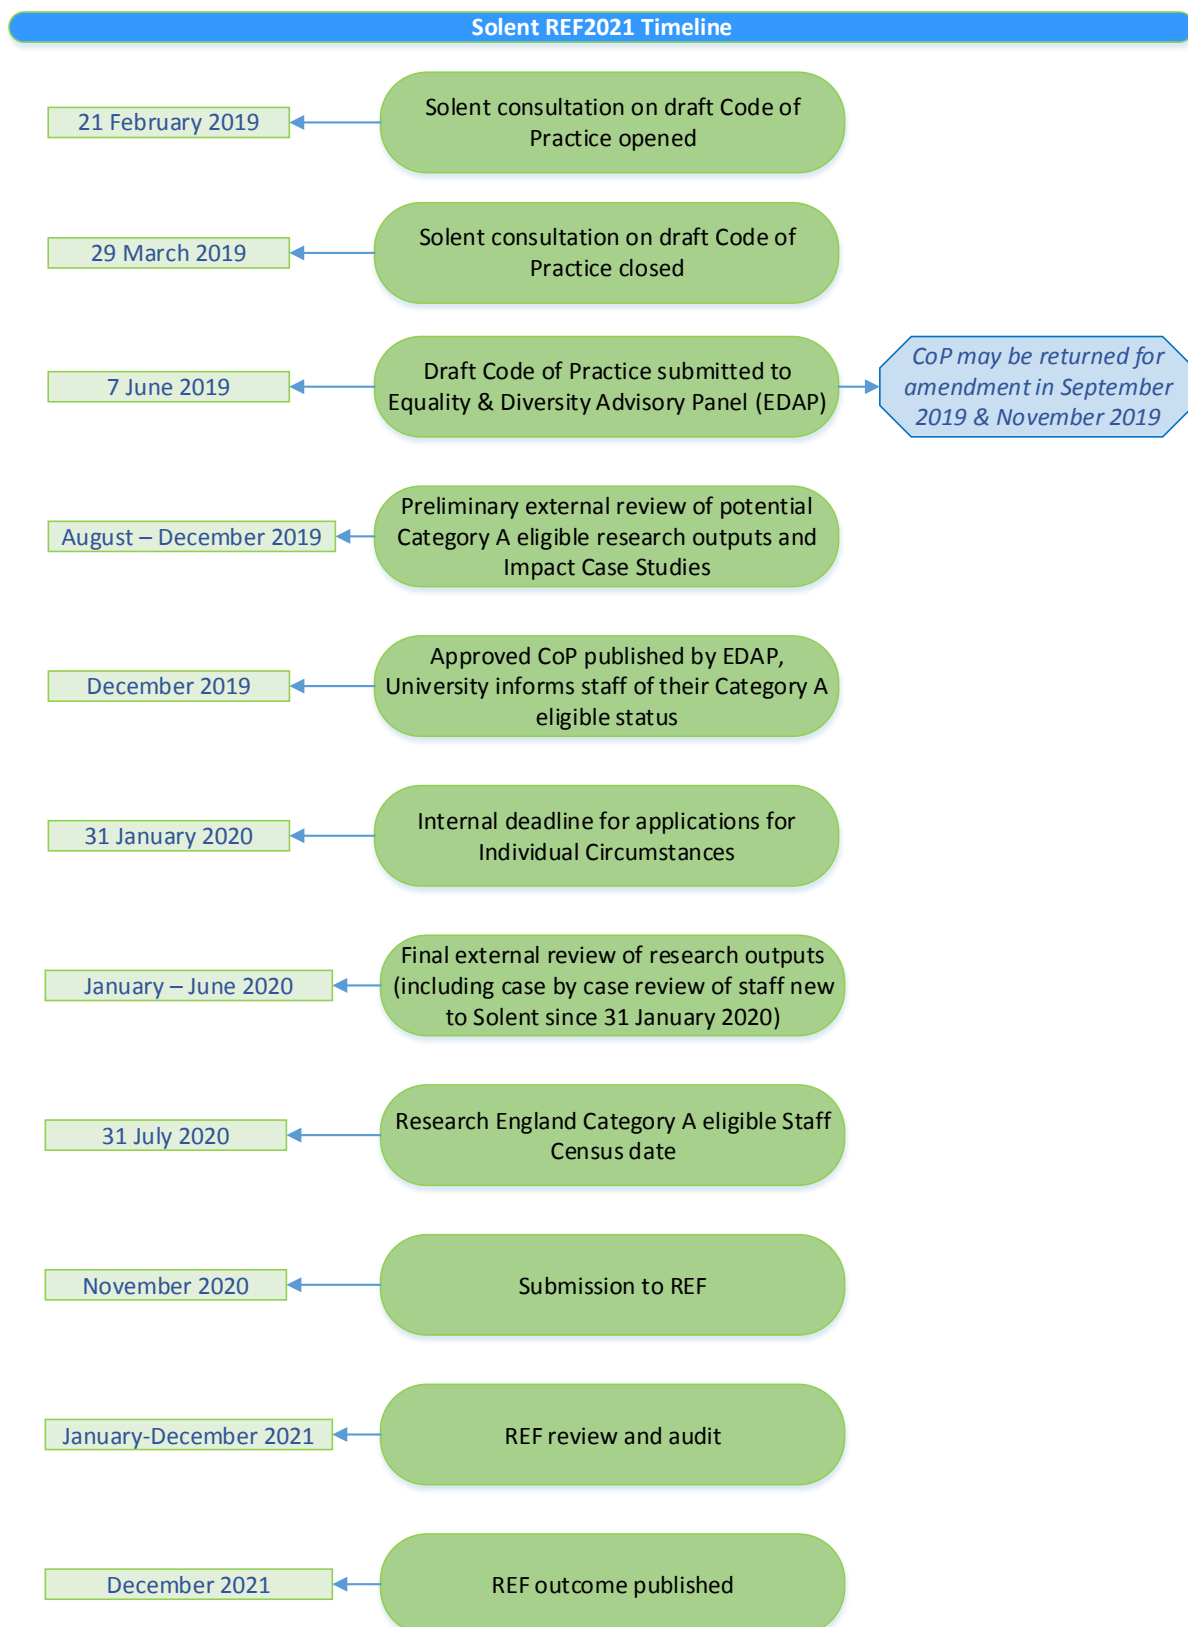 Solent REF2021 Timeline
21 February 2019
Solent consultation on draft Code of
Practice opened
29 March 2019
Solent consultation on draft Code of
Practice closed
7 June 2019
Draft Code of Practice submitted to
Equality & Diversity Advisory Panel (EDAP)
CoP may be returned for
amendment in September
2019 & November 2019
August – December 2019
Preliminary external review of potential
Category A eligible research outputs and
Impact Case Studies
December 2019
Approved CoP published by EDAP,
University informs staff of their Category A
eligible status
31 January 2020
Internal deadline for applications for
Individual Circumstances
January – June 2020
Final external review of research outputs
(including case by case review of staff new
to Solent since 31 January 2020)
31 July 2020
Research England Category A eligible Staff
Census date
November 2020
Submission to REF
January-December 2021
REF review and audit
December 2021
REF outcome published